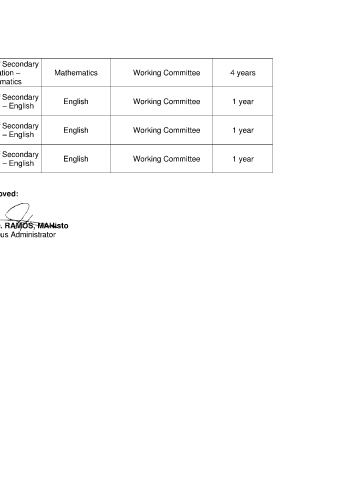 Secondary
ation –
matics
Mathematics
Working Committee
4 years
Secondary
– English
English
Working Committee
1 year
Secondary
– English
English
Working Committee
1 year
Secondary
– English
English
Working Committee
1 year
oved:
. RAMOS, MAHisto
us Administrator